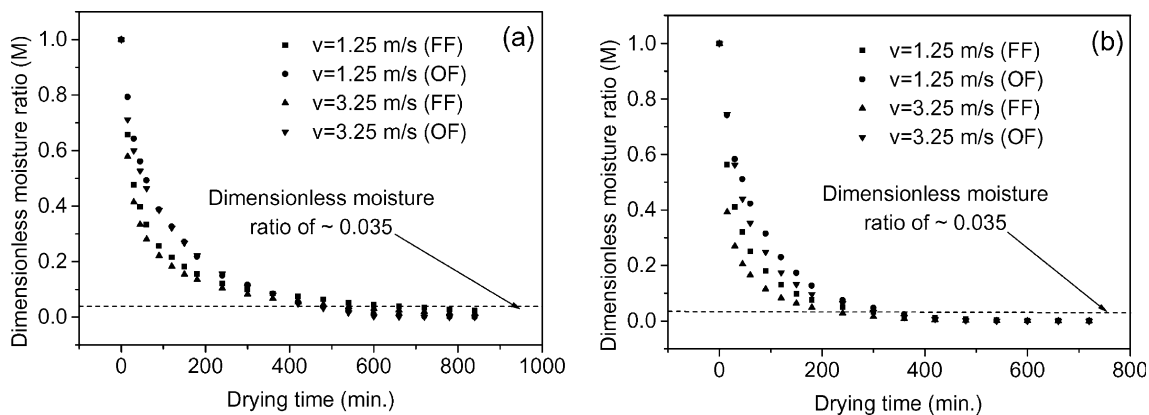 (a)
v=1.25 m/s (FF)
v=1.25 m/s (OF)
v=3.25 m/s (FF)
v=3.25 m/s (OF)
Dimensionless moisture
ratio of ~ 0.035
Dimensionless moisture ratio (M)
1.0
0.8
0.6
0.4
0.2
0.0
0 200 400 600 800 1000
Drying time (min.)
(b)
v=1.25 m/s (FF)
v=1.25 m/s (OF)
v=3.25 m/s (FF)
v=3.25 m/s (OF)
Dimensionless moisture
ratio of ~ 0.035
Dimensionless moisture ratio (M)
1.0
0.8
0.6
0.4
0.2
0.0
0 200 400 600 800
Drying time (min.)